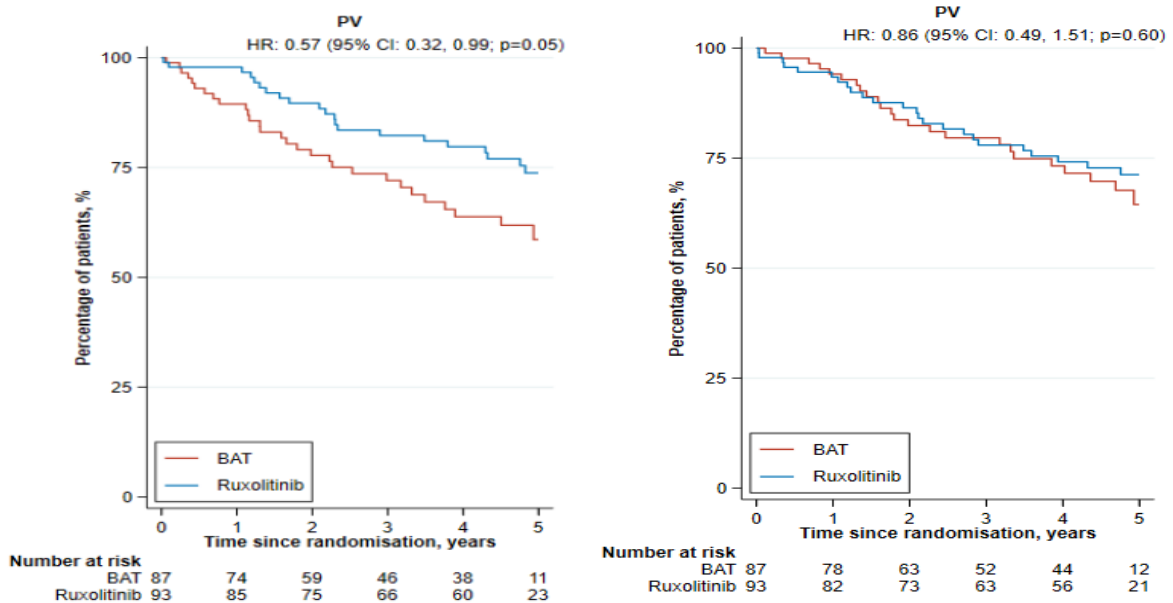 PV
HR: 0.57 (95% CI: 0.32, 0.99; p=0.05)
100
75
50
25
0
Percentage of patients, %
BAT
Ruxolitinib
0 1 2 3 4 5
Time since randomisation, years
Number at risk
BAT 87 74 59 46 38 11
Ruxolitinib 93 85 75 66 60 23
PV
HR: 0.86 (95% CI: 0.49, 1.51; p=0.60)
100
75
50
25
0
Percentage of patients, %
BAT
Ruxolitinib
0 1 2 3 4 5
Time since randomisation, years
Number at risk
BAT 87 78 63 52 44 12
Ruxolitinib 93 82 73 63 56 21